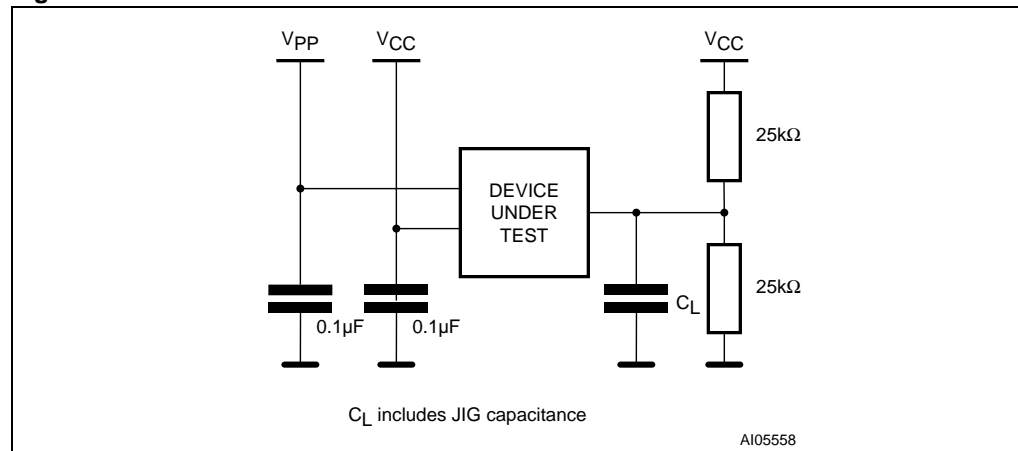 VPP
VCC
VCC
25kΩ
DEVICE
UNDER
TEST
25kΩ
CL
0.1µF
0.1µF
CL includes JIG capacitance
AI05558